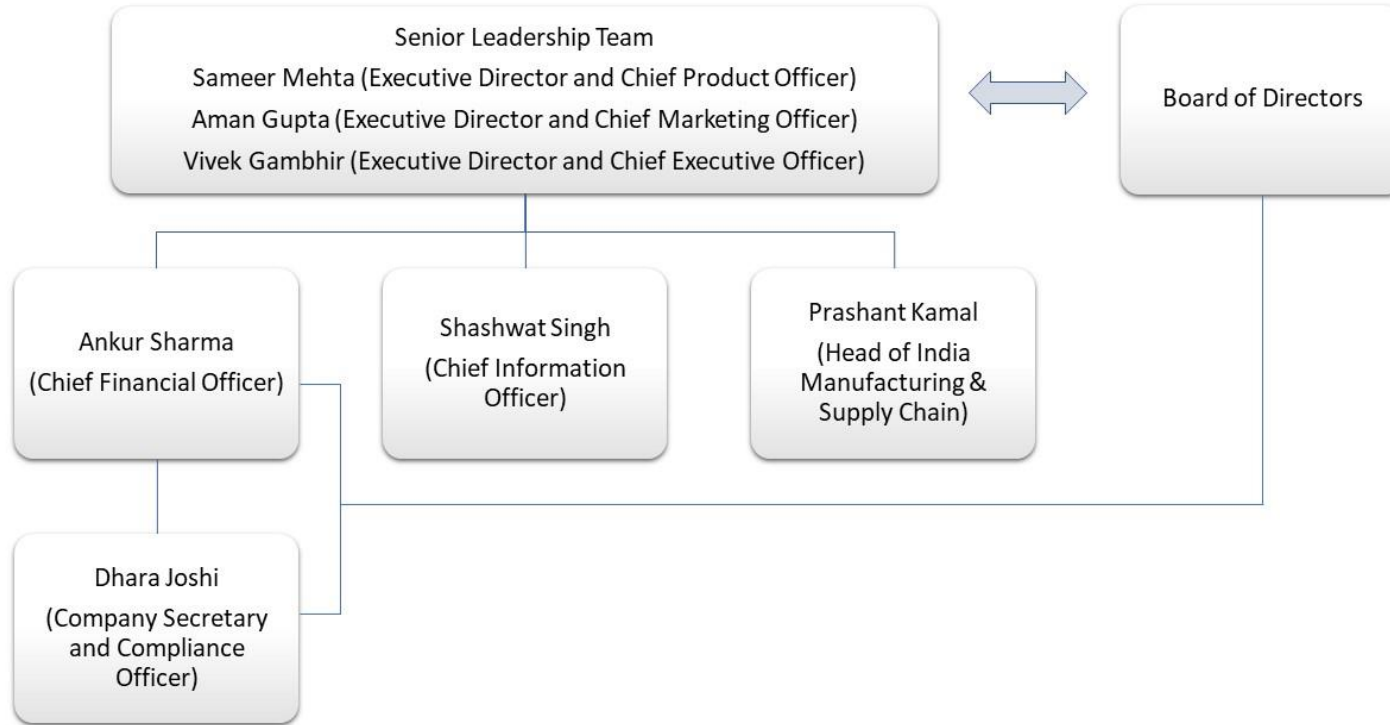 Senior Leadership Team
Sameer Mehta (Executive Director and Chief Product Officer)
Aman Gupta (Executive Director and Chief Marketing Officer)
Vivek Gambhir (Executive Director and Chief Executive Officer)
Board of Directors
Ankur Sharma
(Chief Financial Officer)
Shashwat Singh
(Chief Information
Officer)
Prashant Kamal
(Head of India
Manufacturing &
Supply Chain)
Dhara Joshi
(Company Secretary
and Compliance
Officer)